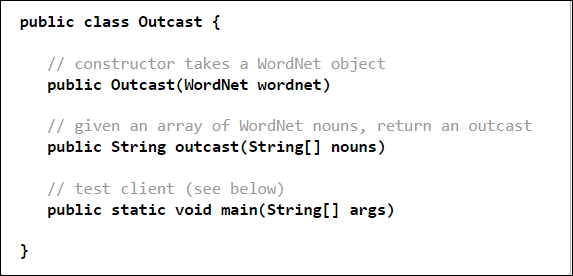 public class Outcast {
// constructor takes a WordNet object
public Outcast(WordNet wordnet)
// given an array of WordNet nouns, return an outcast
public String outcast(String[] nouns)
// test client (see below)
public static void main(String[] args)
}